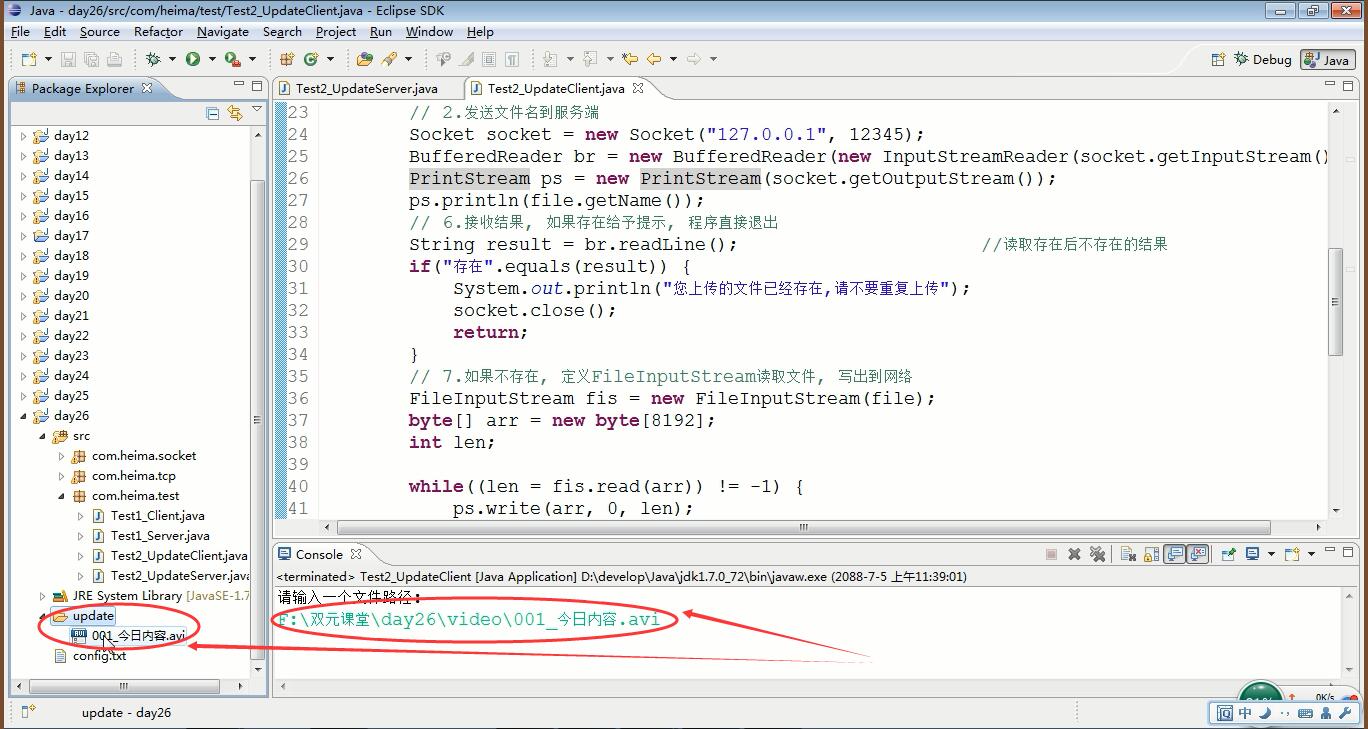 Java - day26/src/com/heima/test/Test2_UpdateClient.java - Eclipse SDK
File Edit Source Refactor Navigate Search Project Run Window Help
Debug Java
Package Explorer
day12
day13
day14
day15
day16
day17
day18
day19
day20
day21
day22
day23
day24
day25
day26
src
com.heima.socket
com.heima.tcp
com.heima.test
Test1_Client.java
Test1_Server.java
Test2_UpdateClient.java
Test2_UpdateServer.java
JRE System Library [JavaSE-1.7
update
001_今日内容.avi
config.txt
Test2_UpdateServer.java Test2_UpdateClient.java
23 // 2.发送文件名到服务端
24 Socket socket = new Socket("127.0.0.1", 12345);
25 BufferedReader br = new BufferedReader(new InputStreamReader(socket.getInputStream()
26 PrintStream ps = new PrintStream(socket.getOutputStream());
27 ps.println(file.getName());
28 // 6.接收结果, 如果存在给予提示, 程序直接退出
29 String result = br.readLine(); //读取存在后不存在的结果
30 if("存在".equals(result)) {
31 System.out.println("您上传的文件已经存在,请不要重复上传");
32 socket.close();
33 return;
34 }
35 // 7.如果不存在, 定义FileInputStream读取文件, 写出到网络
36 FileInputStream fis = new FileInputStream(file);
37 byte[] arr = new byte[8192];
38 int len;
39
40 while((len = fis.read(arr)) != -1) {
41 ps.write(arr, 0, len);
Console
<terminated> Test2_UpdateClient [Java Application] D:\develop\Java\jdk1.7.0_72\bin\javaw.exe (2088-7-5 上午11:39:01)
请输入一个文件路径:
F:\双元课堂\day26\video\001_今日内容.avi
update - day26
0K/s
中